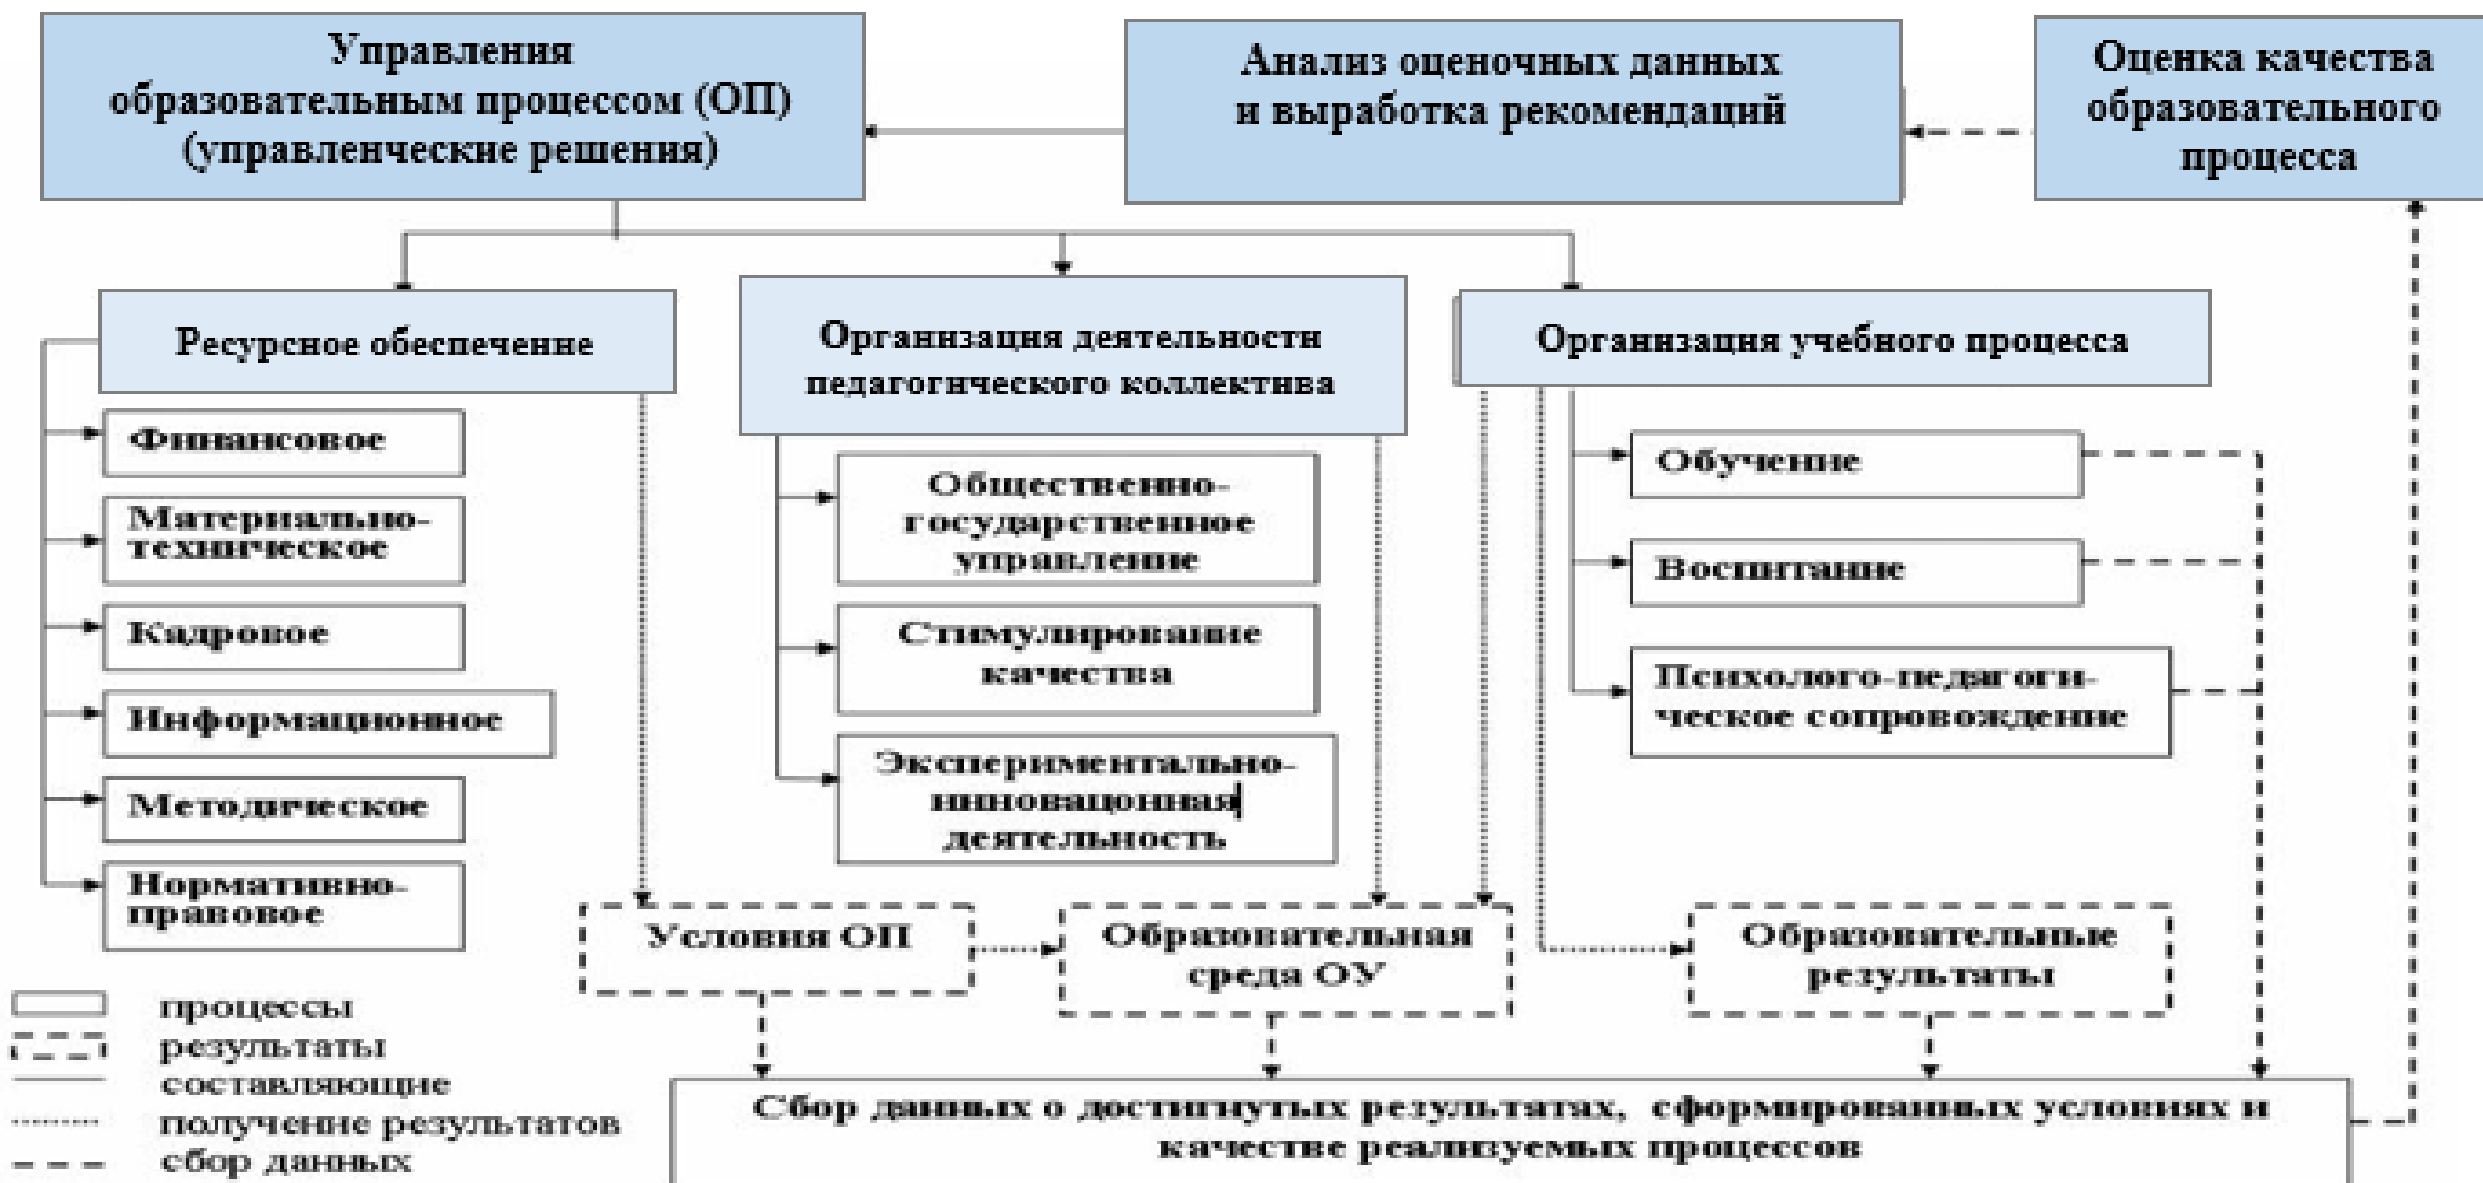 Управления
образовательным процессом (ОП)
(управленческие решения)
Анализ оценочных данных
и выработка рекомендаций
Оценка качества
образовательного
процесса
Ресурсное обеспечение
Организация деятельности
педагогического коллектива
Организация учебного процесса
Финансовое
Материально-
техническое
Кадровое
Информационное
Методическое
Нормативно-
правовое
Общественно-
государственное
управление
Стимулирование
качества
Экспериментально-
инновацонная
деятельность
Обучение
Воспитание
Психолого-педагоги-
ческое сопровождение
Условия ОП
Образовательная
среда ОУ
Образовательные
результаты
процессы
результаты
составляющие
получение результатов
сбор данных
Сбор данных о достигнутых результатах, сформированных условиях и
качестве реализуемых процессов